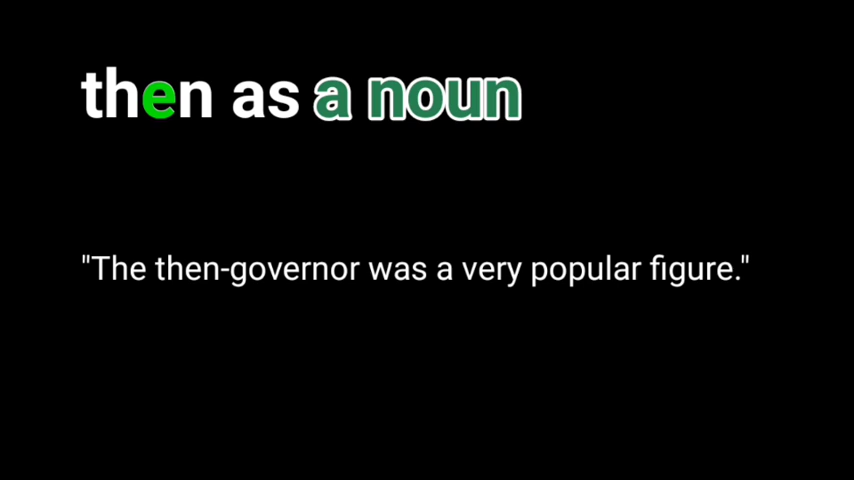 then as a noun
"The then-governor was a very popular figure."